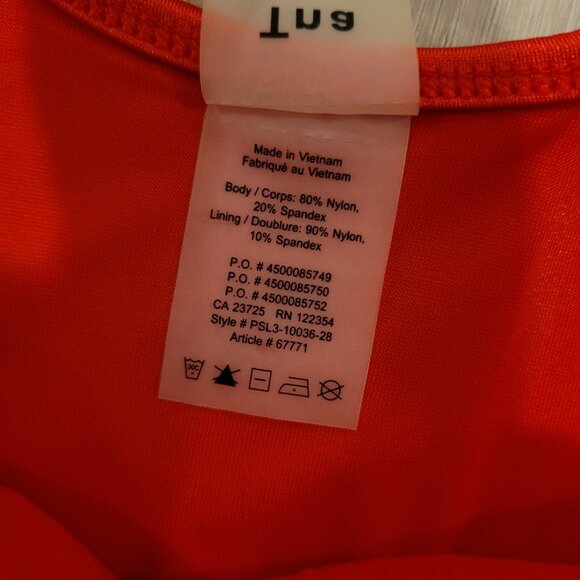 Tna
Made in Vietnam
Fabriqué au Vietnam
Body / Corps: 80% Nylon,
20% Spandex
Lining / Doublure: 90% Nylon,
10% Spandex
P.O. # 4500085749
P.O. # 4500085750
P.O. # 4500085752
CA 23725 RN 122354
Style # PSL3-10036-28
Article # 67771
30C